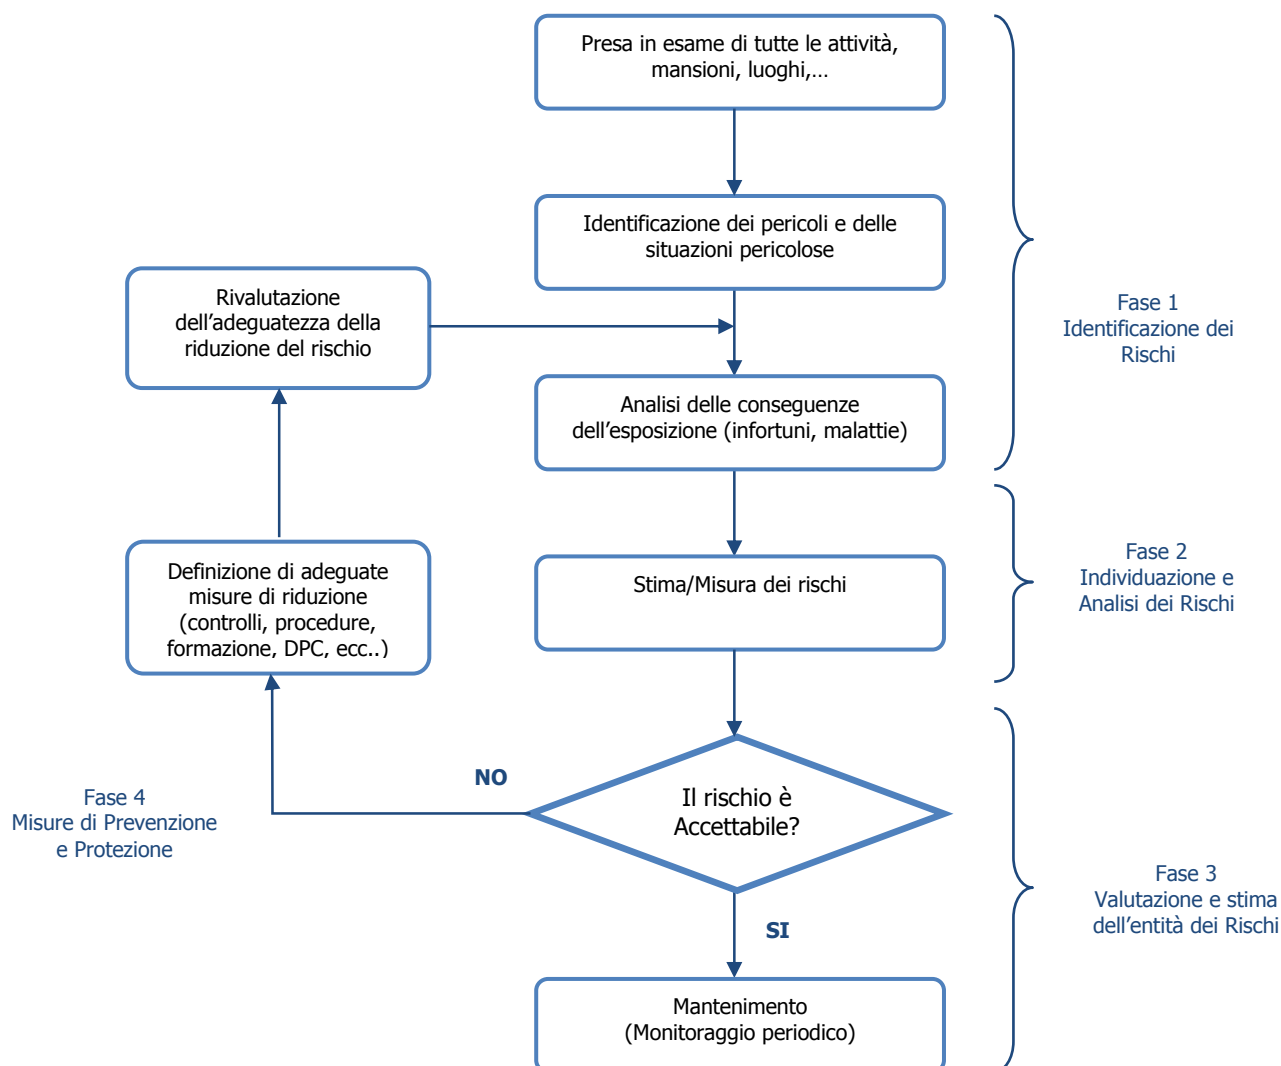 Presa in esame di tutte le attività,
mansioni, luoghi,…
Identificazione dei pericoli e delle
situazioni pericolose
Rivalutazione
dell’adeguatezza della
riduzione del rischio
Fase 1
Identificazione dei
Rischi
Analisi delle conseguenze
dell’esposizione (infortuni, malattie)
Definizione di adeguate
misure di riduzione
(controlli, procedure,
formazione, DPC, ecc..)
Stima/Misura dei rischi
Fase 2
Individuazione e
Analisi dei Rischi
NO
Il rischio è
Accettabile?
Fase 4
Misure di Prevenzione
e Protezione
Fase 3
Valutazione e stima
dell’entità dei Rischi
SI
Mantenimento
(Monitoraggio periodico)